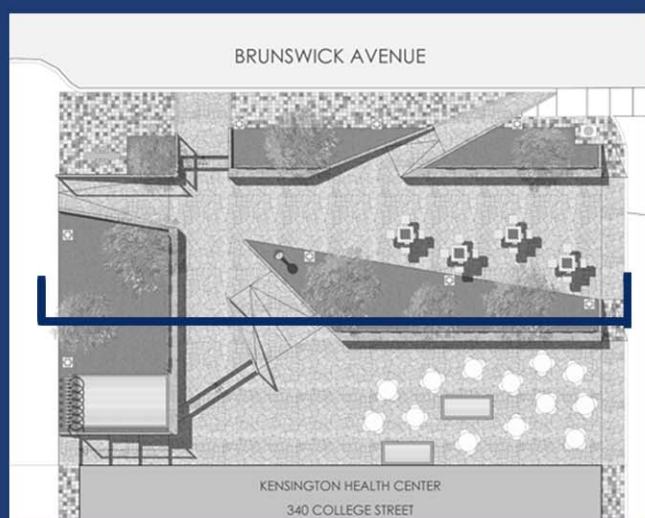 BRUNSWICK AVENUE
KENSINGTON HEALTH CENTER
340 COLLEGE STREET